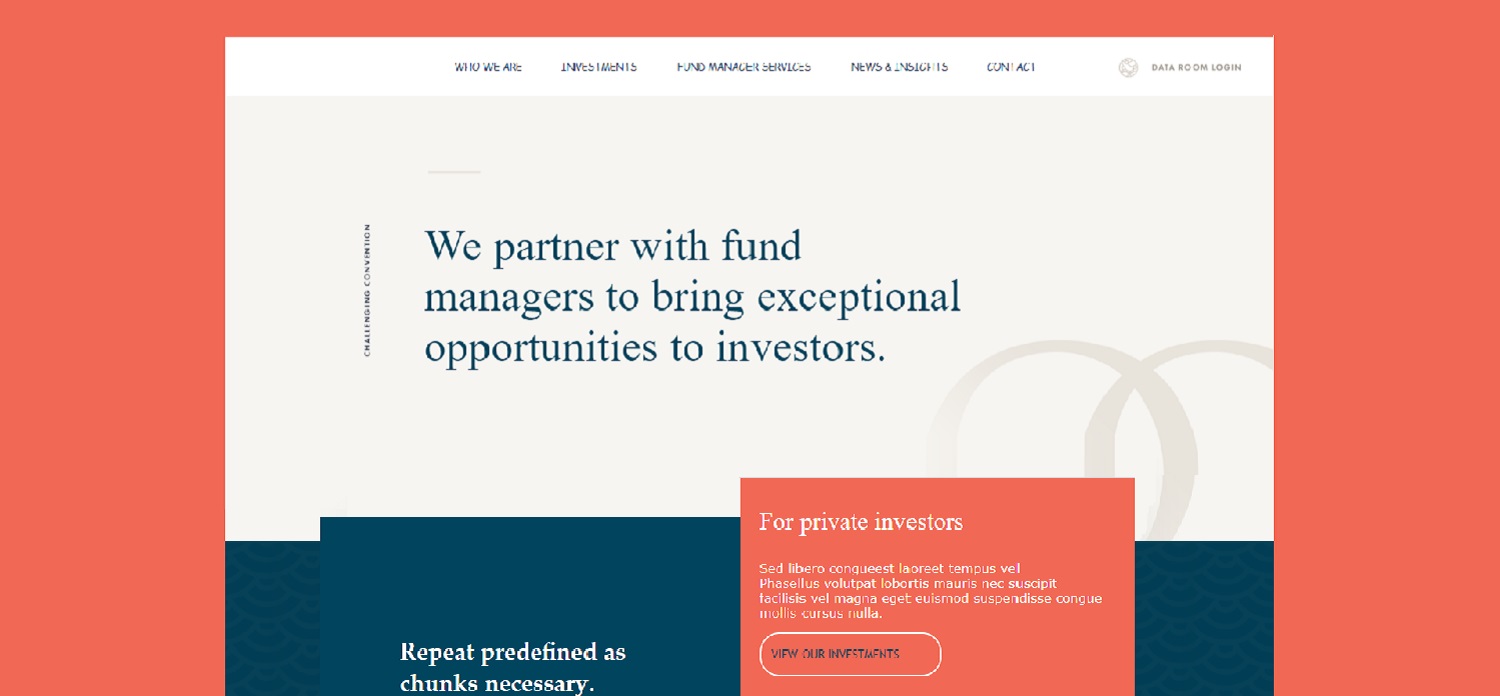 WHO WE ARE INVESTMENTS FUND MANAGER SERVICES NEWS & INSIGHTS CONTACT DATA ROOM LOGIN
CHALLENGING CONVENTION
We partner with fund
managers to bring exceptional
opportunities to investors.
For private investors
Sed libero congueest laoreet tempus vel
Phasellus volutpat lobortis mauris nec suscipit
facilisis vel magna eget euismod suspendisse congue
mollis cursus nulla.
VIEW OUR INVESTMENTS
Repeat predefined as
chunks necessary.